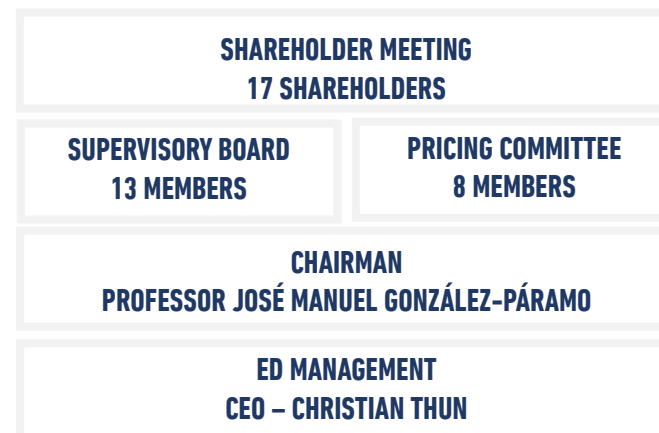 SHAREHOLDER MEETING
17 SHAREHOLDERS
SUPERVISORY BOARD
13 MEMBERS
PRICING COMMITTEE
8 MEMBERS
CHAIRMAN
PROFESSOR JOSÉ MANUEL GONZÁLEZ-PÁRAMO
ED MANAGEMENT
CEO – CHRISTIAN THUN